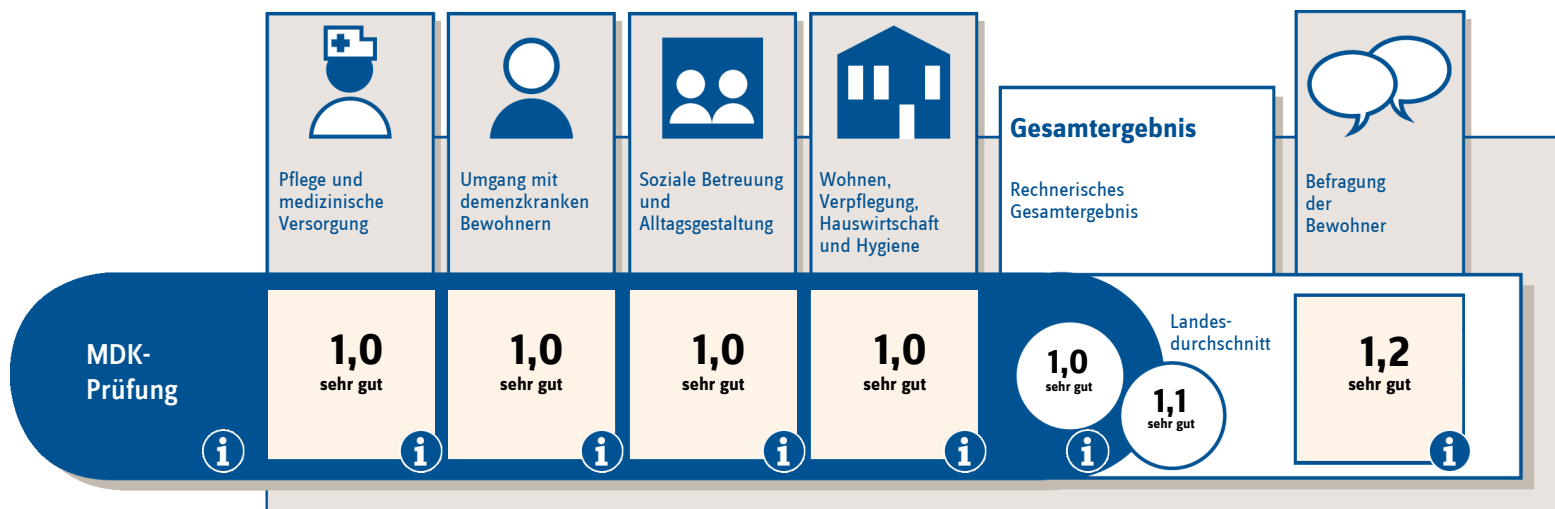 Pflege und
medizinische
Versorgung
Umgang mit
demenzkranken
Bewohnern
Soziale Betreuung
und
Alltagsgestaltung
Wohnen,
Verpflegung,
Hauswirtschaft
und Hygiene
Gesamtergebnis
Rechnerisches
Gesamtergebnis
Befragung
der
Bewohner
MDK-
Prüfung
i
1,0
sehr gut
i
1,0
sehr gut
i
1,0
sehr gut
i
1,0
sehr gut
i
1,0
sehr gut
i
Landes-
durchschnitt
1,1
sehr gut
1,2
sehr gut
i